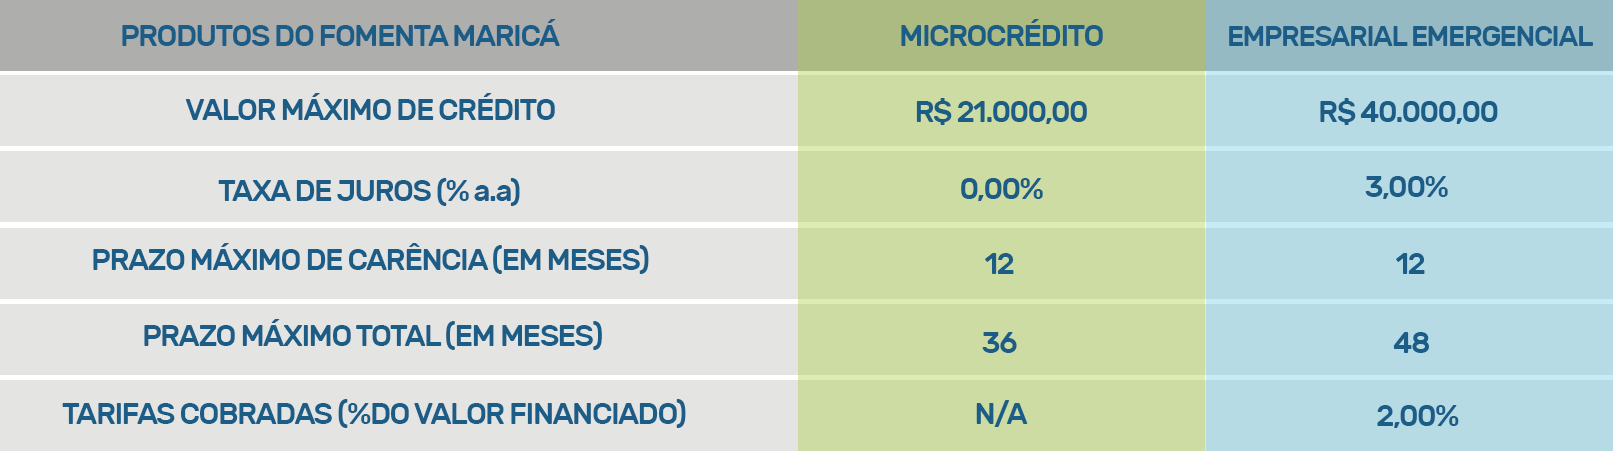 PRODUTOS DO FOMENTA MARICÁ MICROCRÉDITO EMPRESARIAL EMERGENCIAL
VALOR MÁXIMO DE CRÉDITO R$ 21.000,00 R$ 40.000,00
TAXA DE JUROS (% a.a) 0,00% 3,00%
PRAZO MÁXIMO DE CARÊNCIA (EM MESES) 12 12
PRAZO MÁXIMO TOTAL (EM MESES) 36 48
TARIFAS COBRADAS (%DO VALOR FINANCIADO) N/A 2,00%